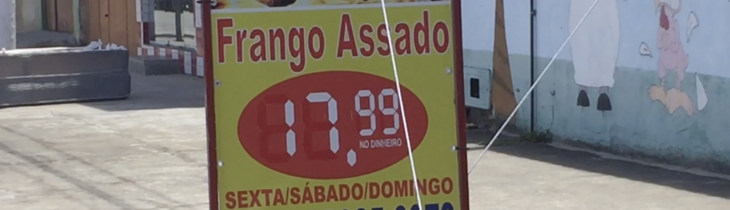 Frango Assado
17.99
NO DINHEIRO
SEXTA/SÁBADO/DOMINGO